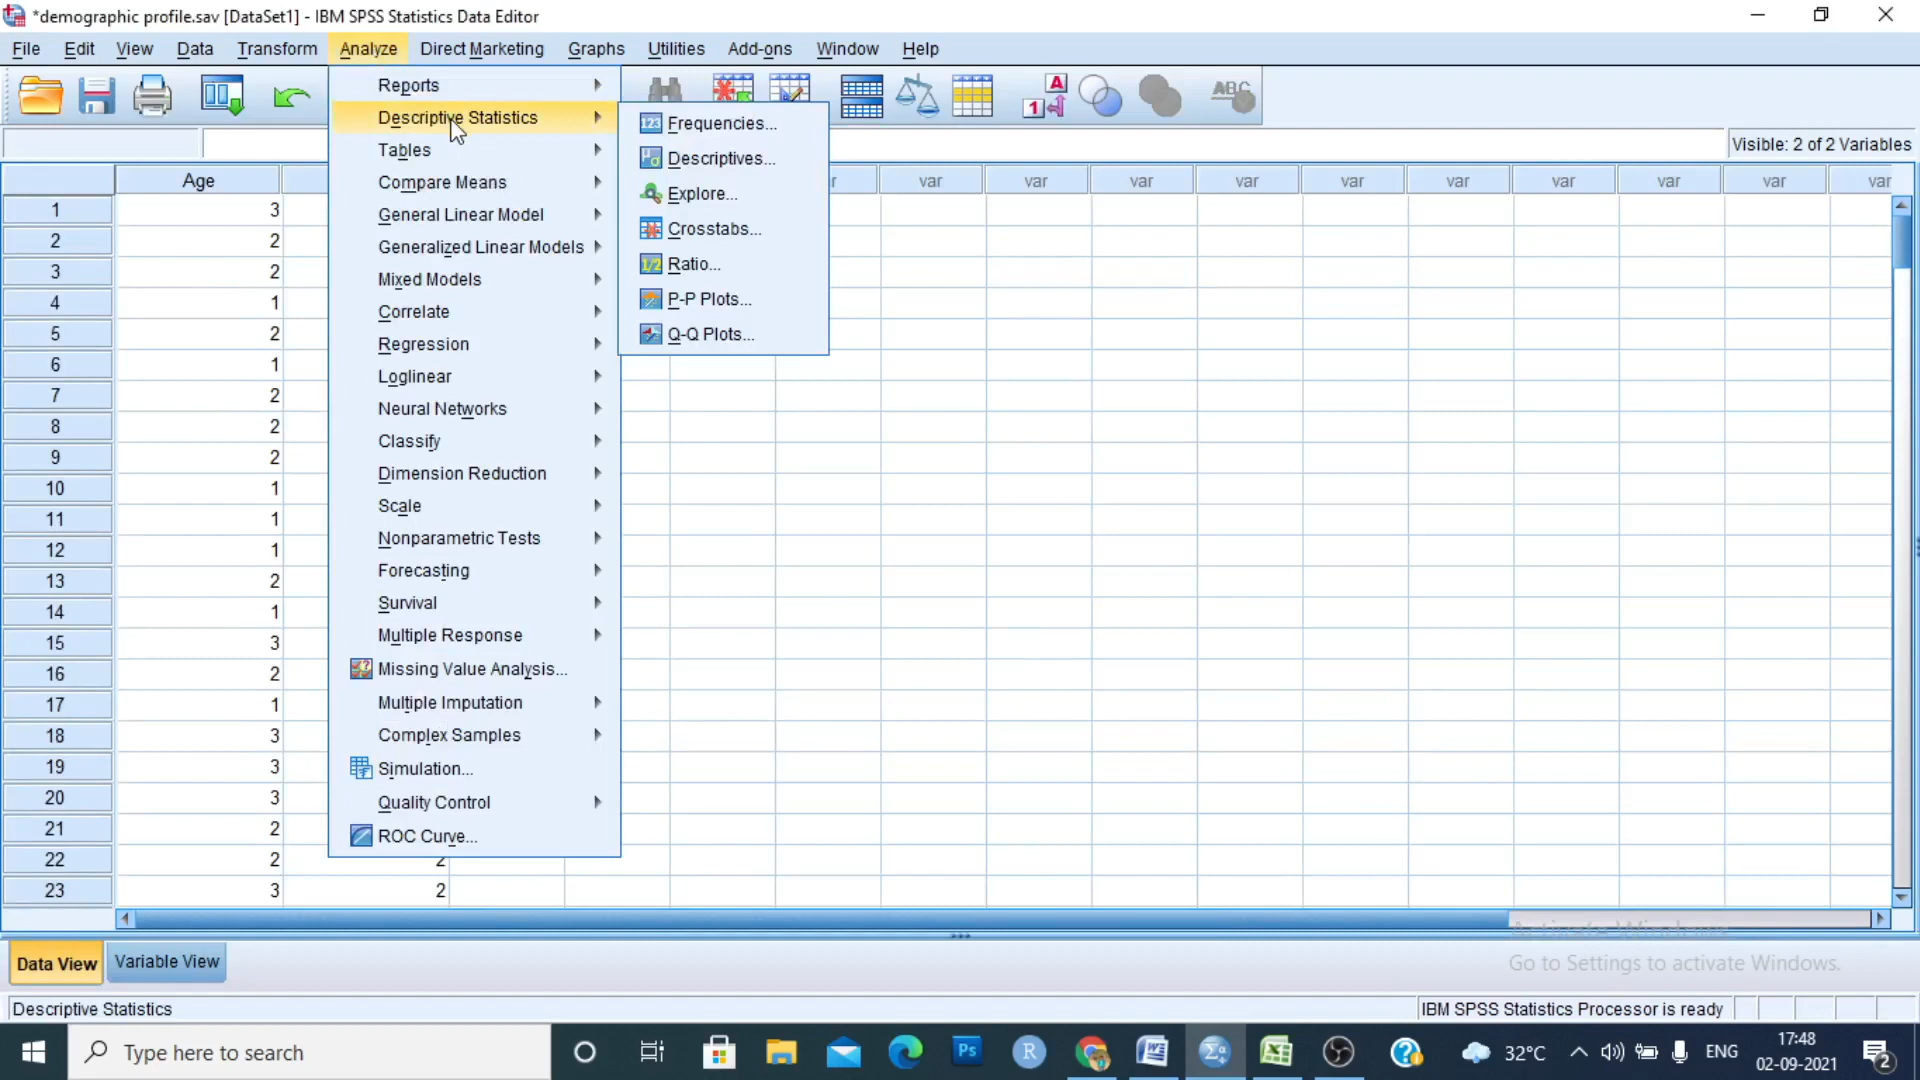 *demographic profile.sav [DataSet1] - IBM SPSS Statistics Data Editor
File Edit View Data Transform Analyze Direct Marketing Graphs Utilities Add-ons Window Help
Visible: 2 of 2 Variables
Reports
Descriptive Statistics
Tables
Compare Means
General Linear Model
Generalized Linear Models
Mixed Models
Correlate
Regression
Loglinear
Neural Networks
Classify
Dimension Reduction
Scale
Nonparametric Tests
Forecasting
Survival
Multiple Response
Missing Value Analysis...
Multiple Imputation
Complex Samples
Simulation...
Quality Control
ROC Curve...
Frequencies...
Descriptives...
Explore...
Crosstabs...
Ratio...
P-P Plots...
Q-Q Plots...
Age var var var var var var var var var
1 3
2 2
3 2
4 1
5 2
6 1
7 2
8 2
9 2
10 1
11 1
12 1
13 2
14 1
15 3
16 2
17 1
18 3
19 3
20 3
21 2
22 2 2
23 3 2
Go to Settings to activate Windows.
Data View Variable View
Descriptive Statistics
IBM SPSS Statistics Processor is ready
Type here to search
32°C
ENG
17:48
02-09-2021
2